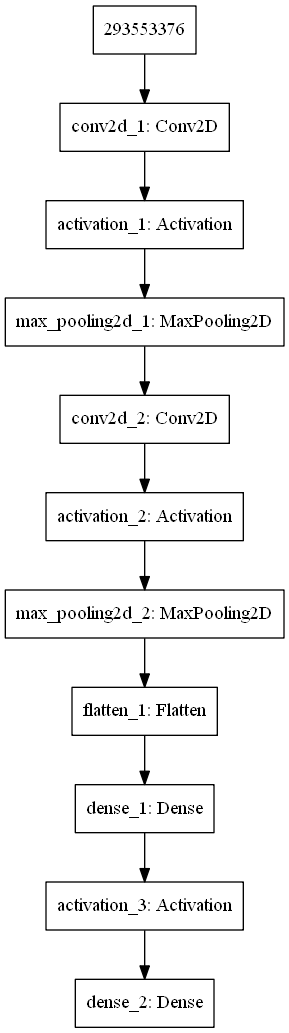 293553376
conv2d_1: Conv2D
activation_1: Activation
max_pooling2d_1: MaxPooling2D
conv2d_2: Conv2D
activation_2: Activation
max_pooling2d_2: MaxPooling2D
flatten_1: Flatten
dense_1: Dense
activation_3: Activation
dense_2: Dense